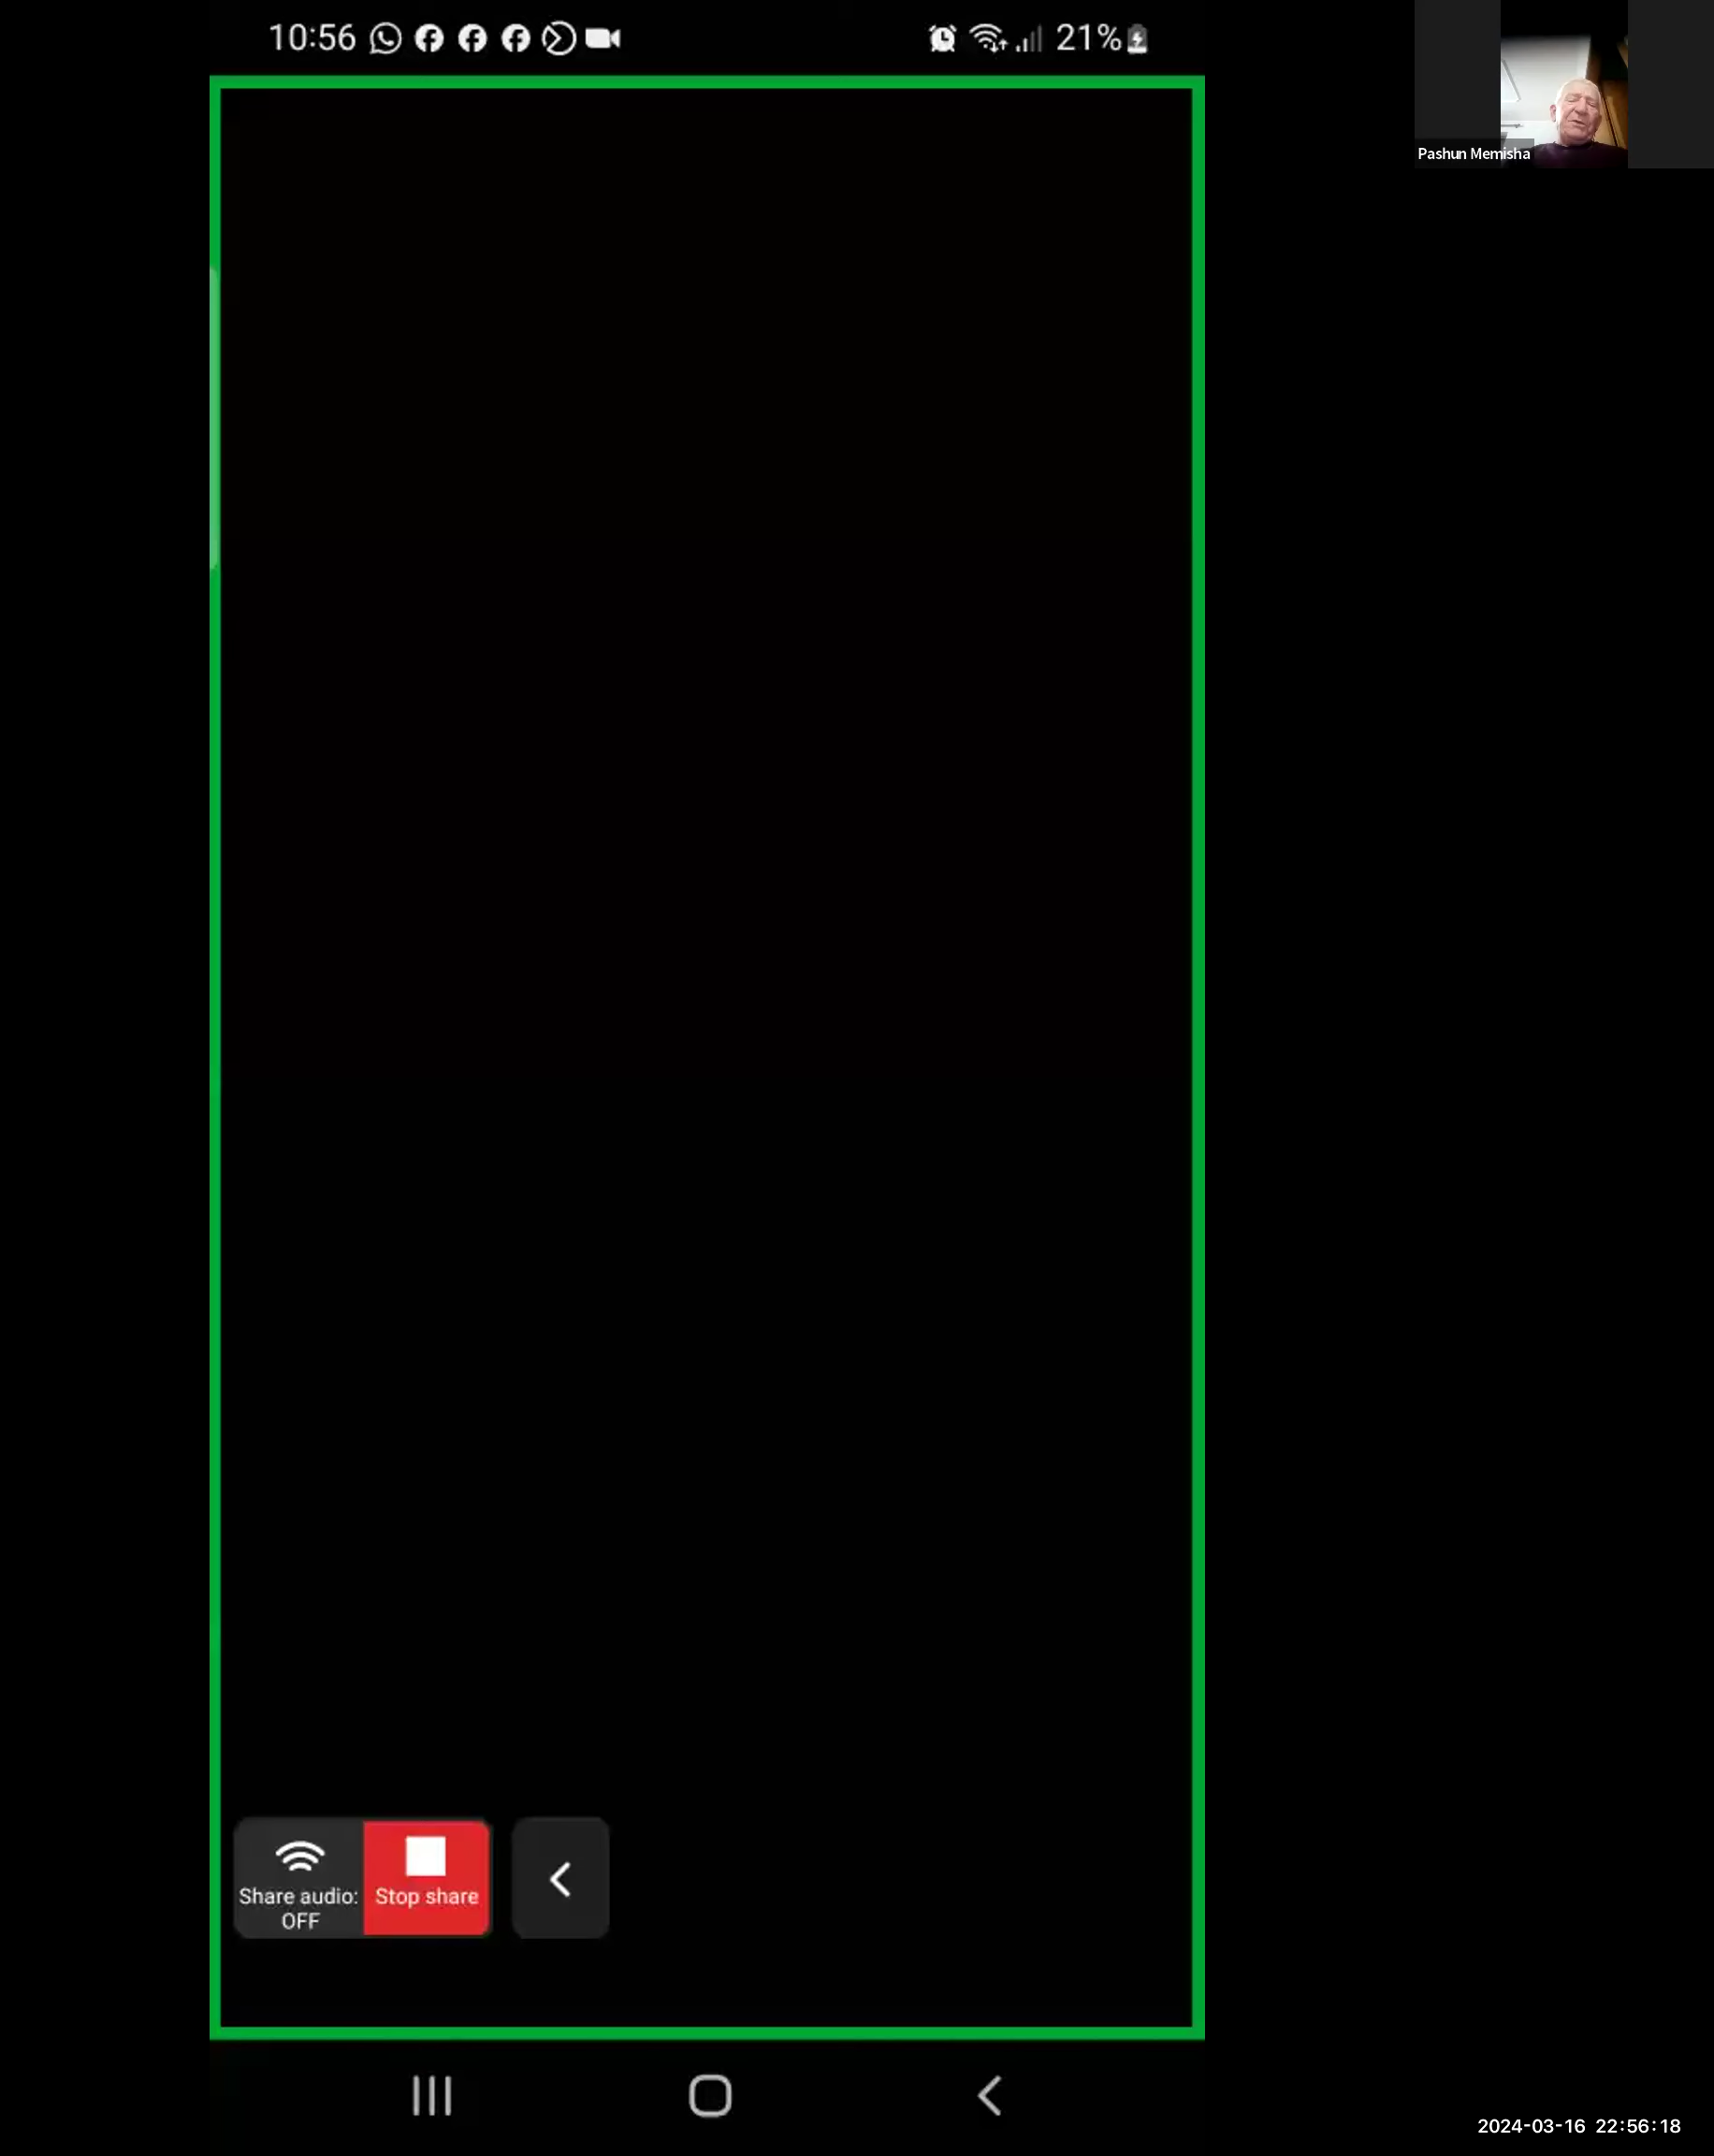 10:56 21%
Pashun Memisha
Share audio: Stop share
OFF
2024-03-16 22:56:18